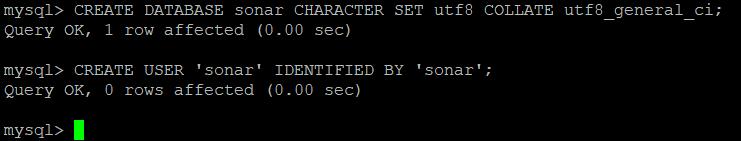 mysql> CREATE DATABASE sonar CHARACTER SET utf8 COLLATE utf8_general_ci;
Query OK, 1 row affected (0.00 sec)
mysql> CREATE USER 'sonar' IDENTIFIED BY 'sonar';
Query OK, 0 rows affected (0.00 sec)
mysql>